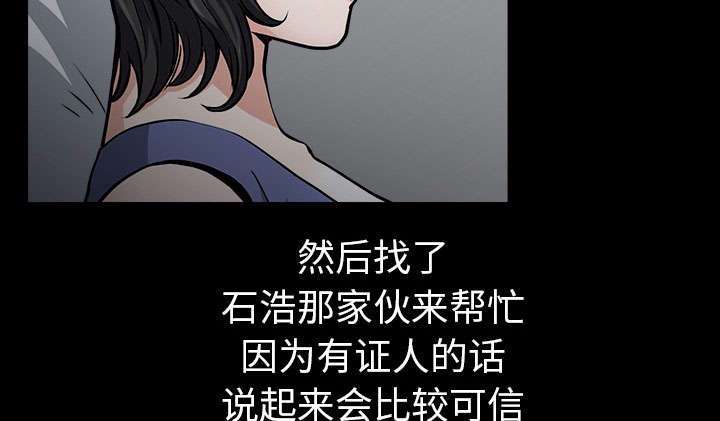 然后找了
石浩那家伙来帮忙
因为有证人的话
说起来会比较可信